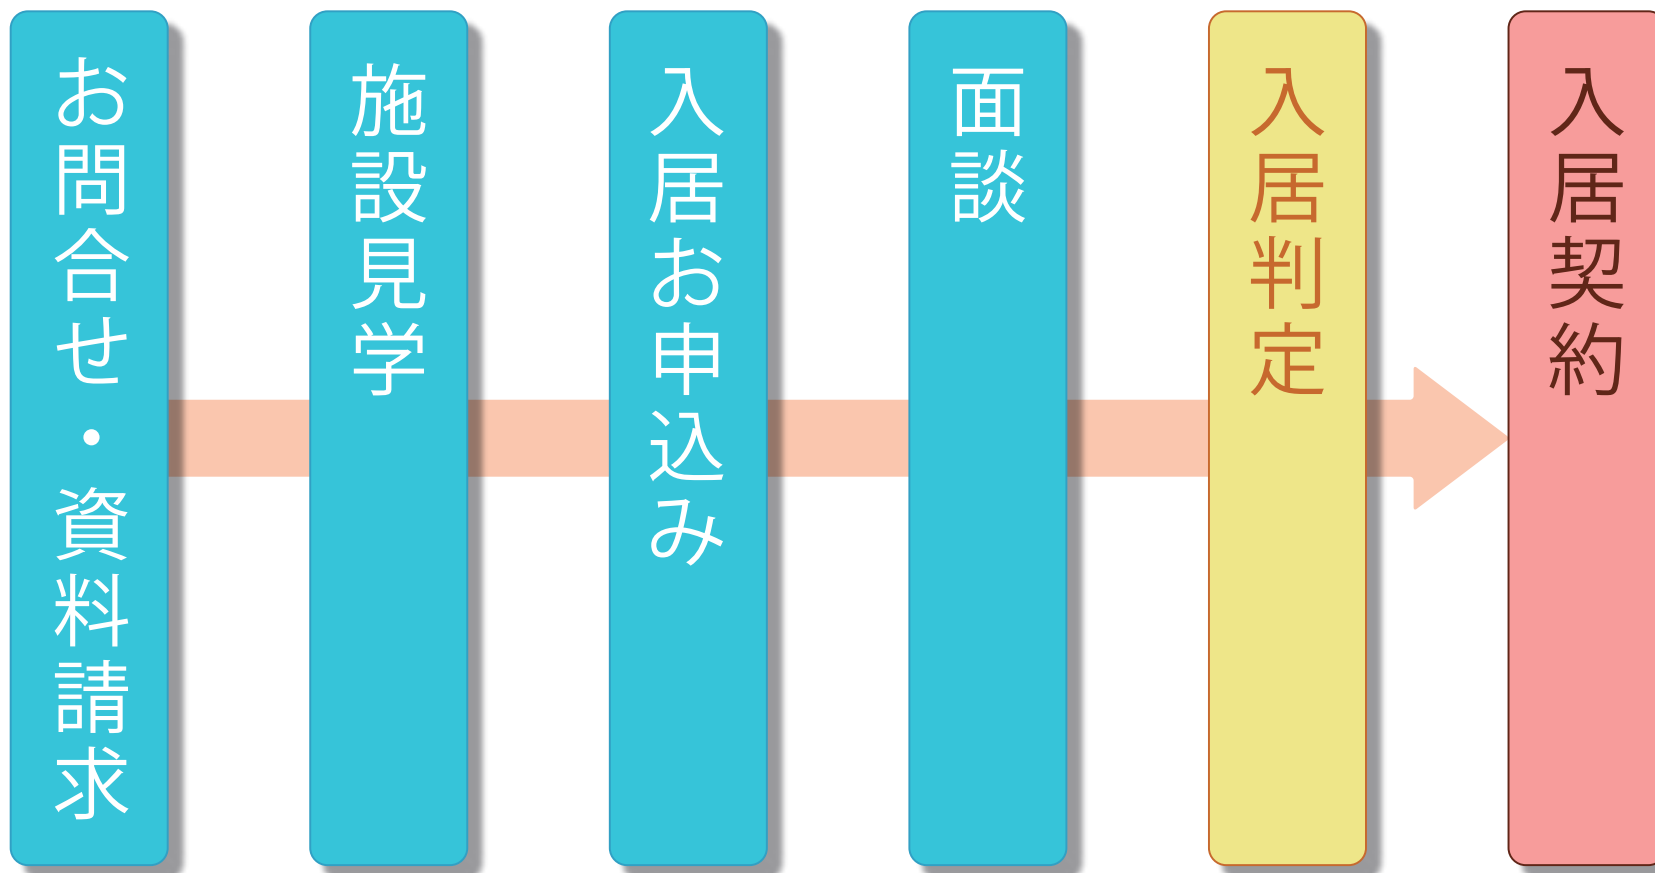 お問合せ・資料請求
施設見学
入居お申込み
面談
入居判定
入居契約